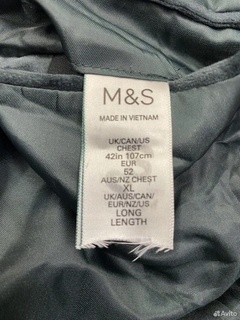 M&S
MADE IN VIETNAM
UK/CAN/US
CHEST
42in 107cm
EUR
52
AUS/NZ CHEST
XL
UK/AUS/CAN/
EUR/NZ/US
LONG
LENGTH
Avito